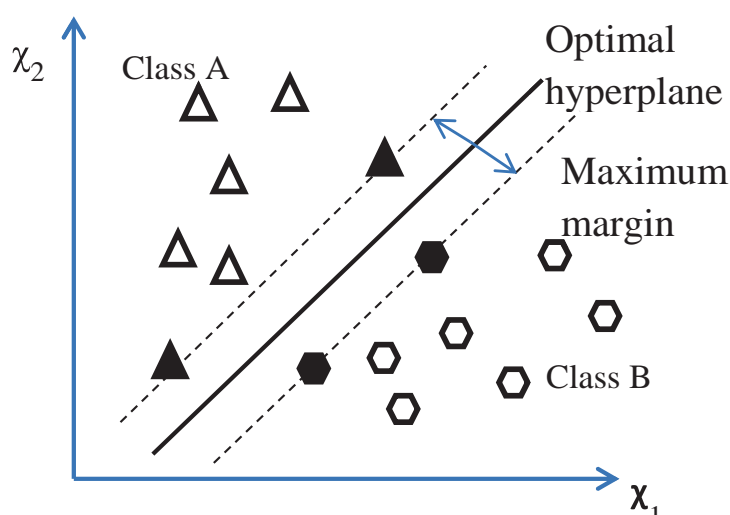 Optimal
hyperplane
χ2
Class A
Maximum
margin
Class B
χ1